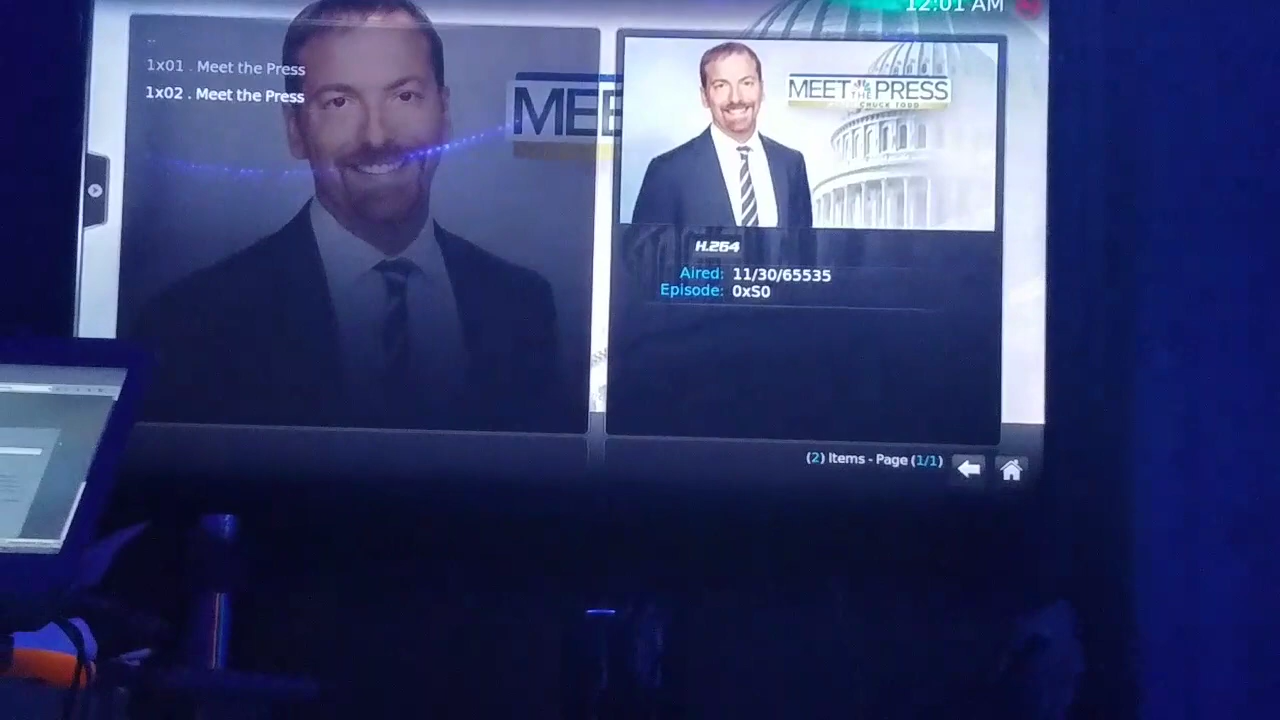 12:01 AM
..
1x01 . Meet the Press
1x02 . Meet the Press
MEE
MEET THE PRESS
CHUCK TODD
H.264
Aired: 11/30/65535
Episode: 0xS0
(2) Items - Page (1/1)